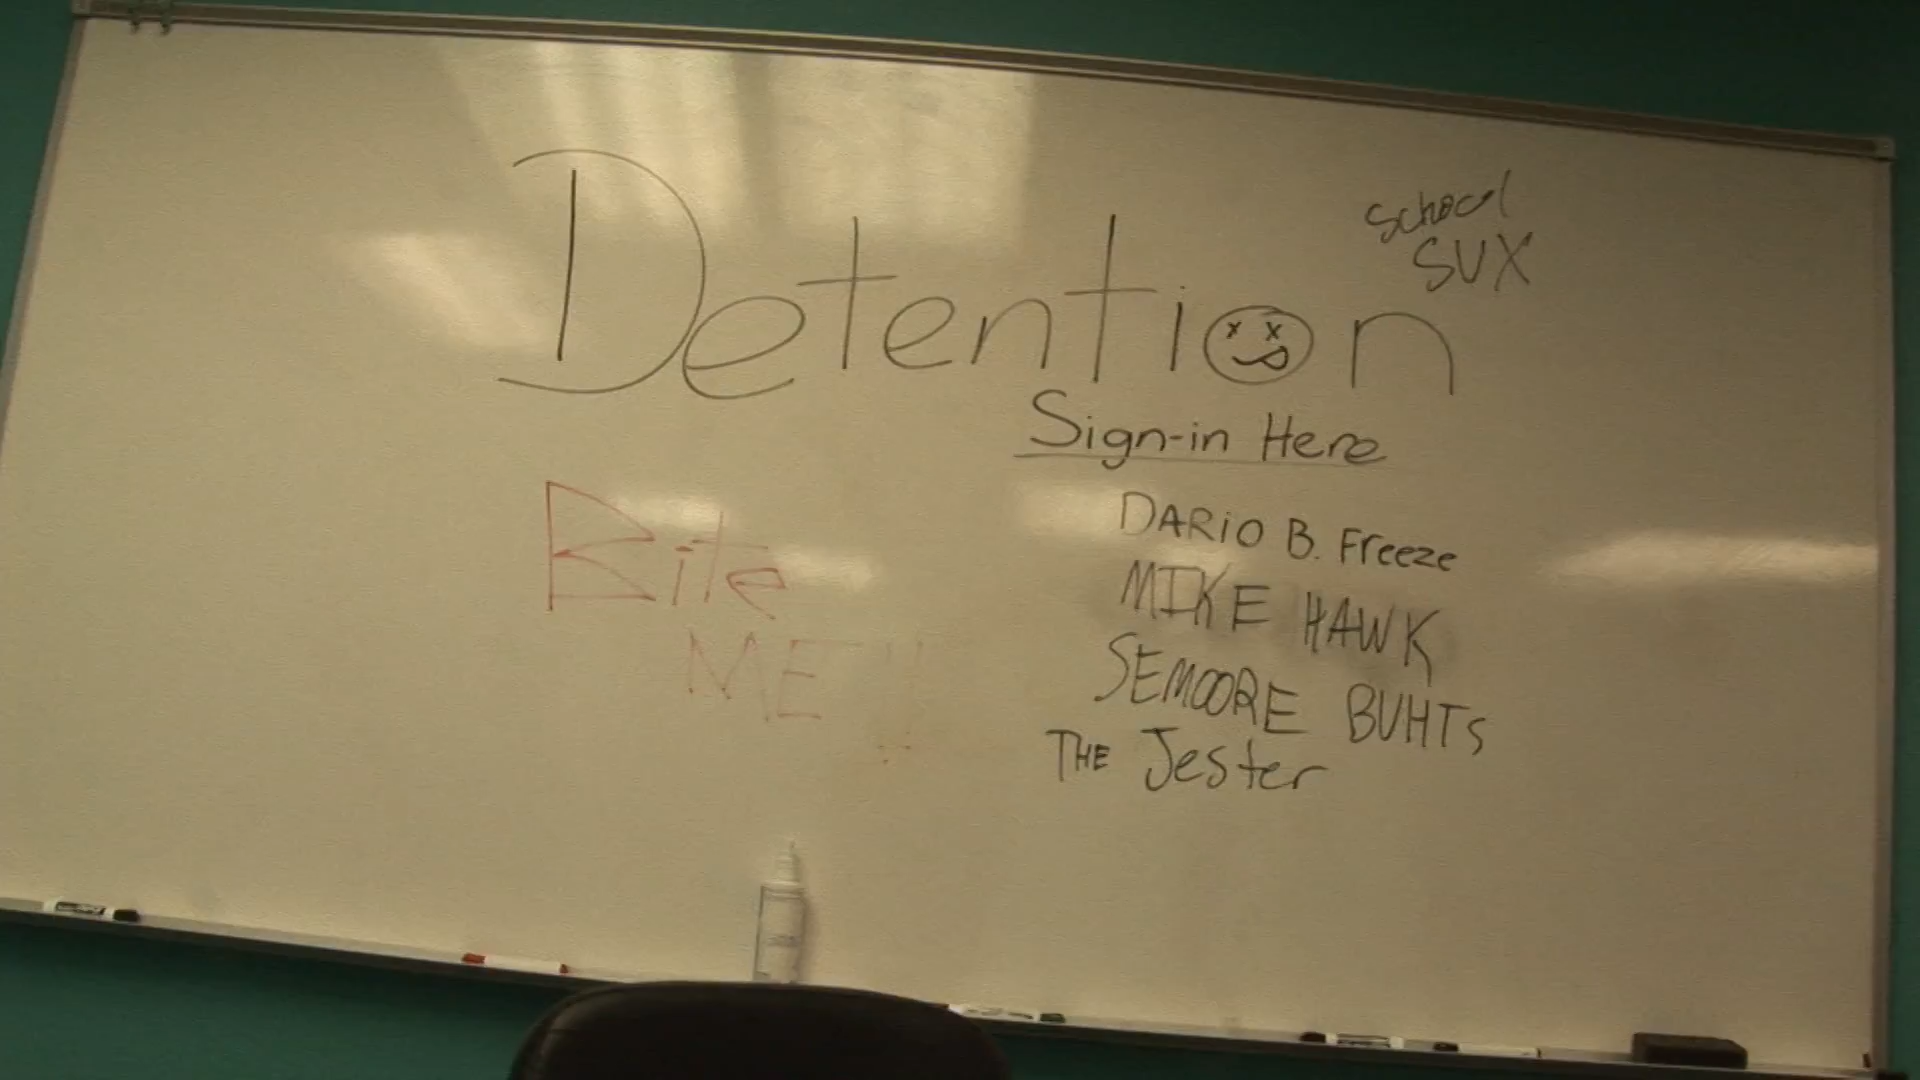 School
SUX
Detention
Sign-in Here
DARiO B. Freeze
MIKE HAWK
SEMOORE BUHTS
THE Jester
Bite
ME !!